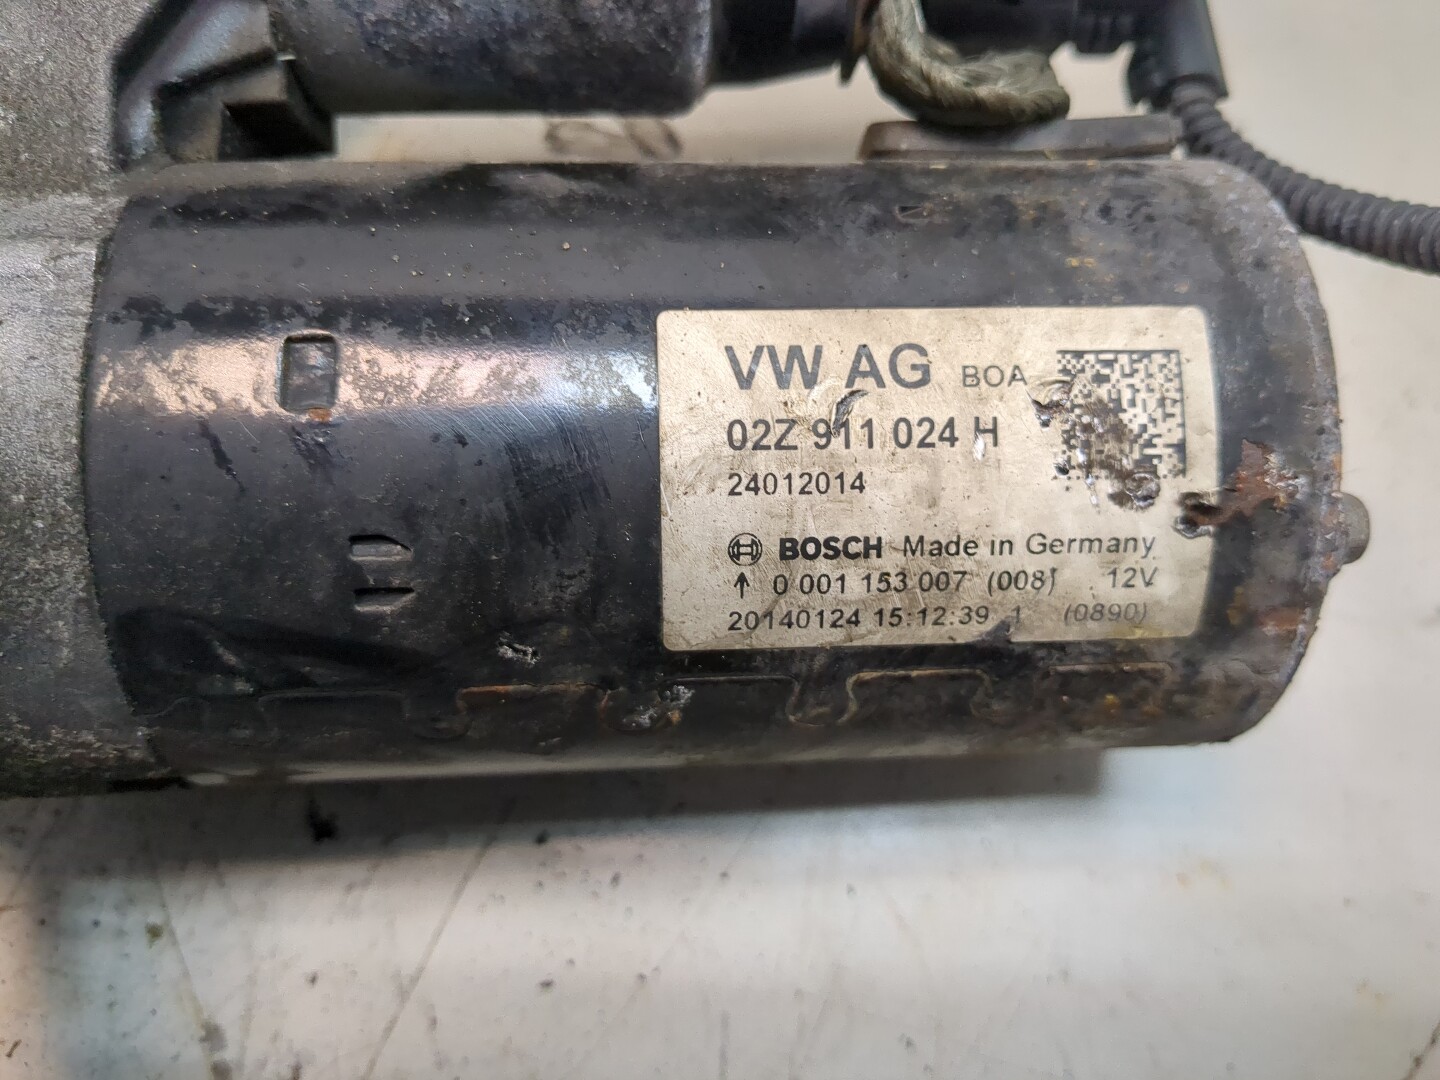 VW AG BOA
02Z 911 024 H
24012014
BOSCH Made in Germany
↑ 0 001 153 007 (008) 12V
20140124 15:12:39 1 (0890)